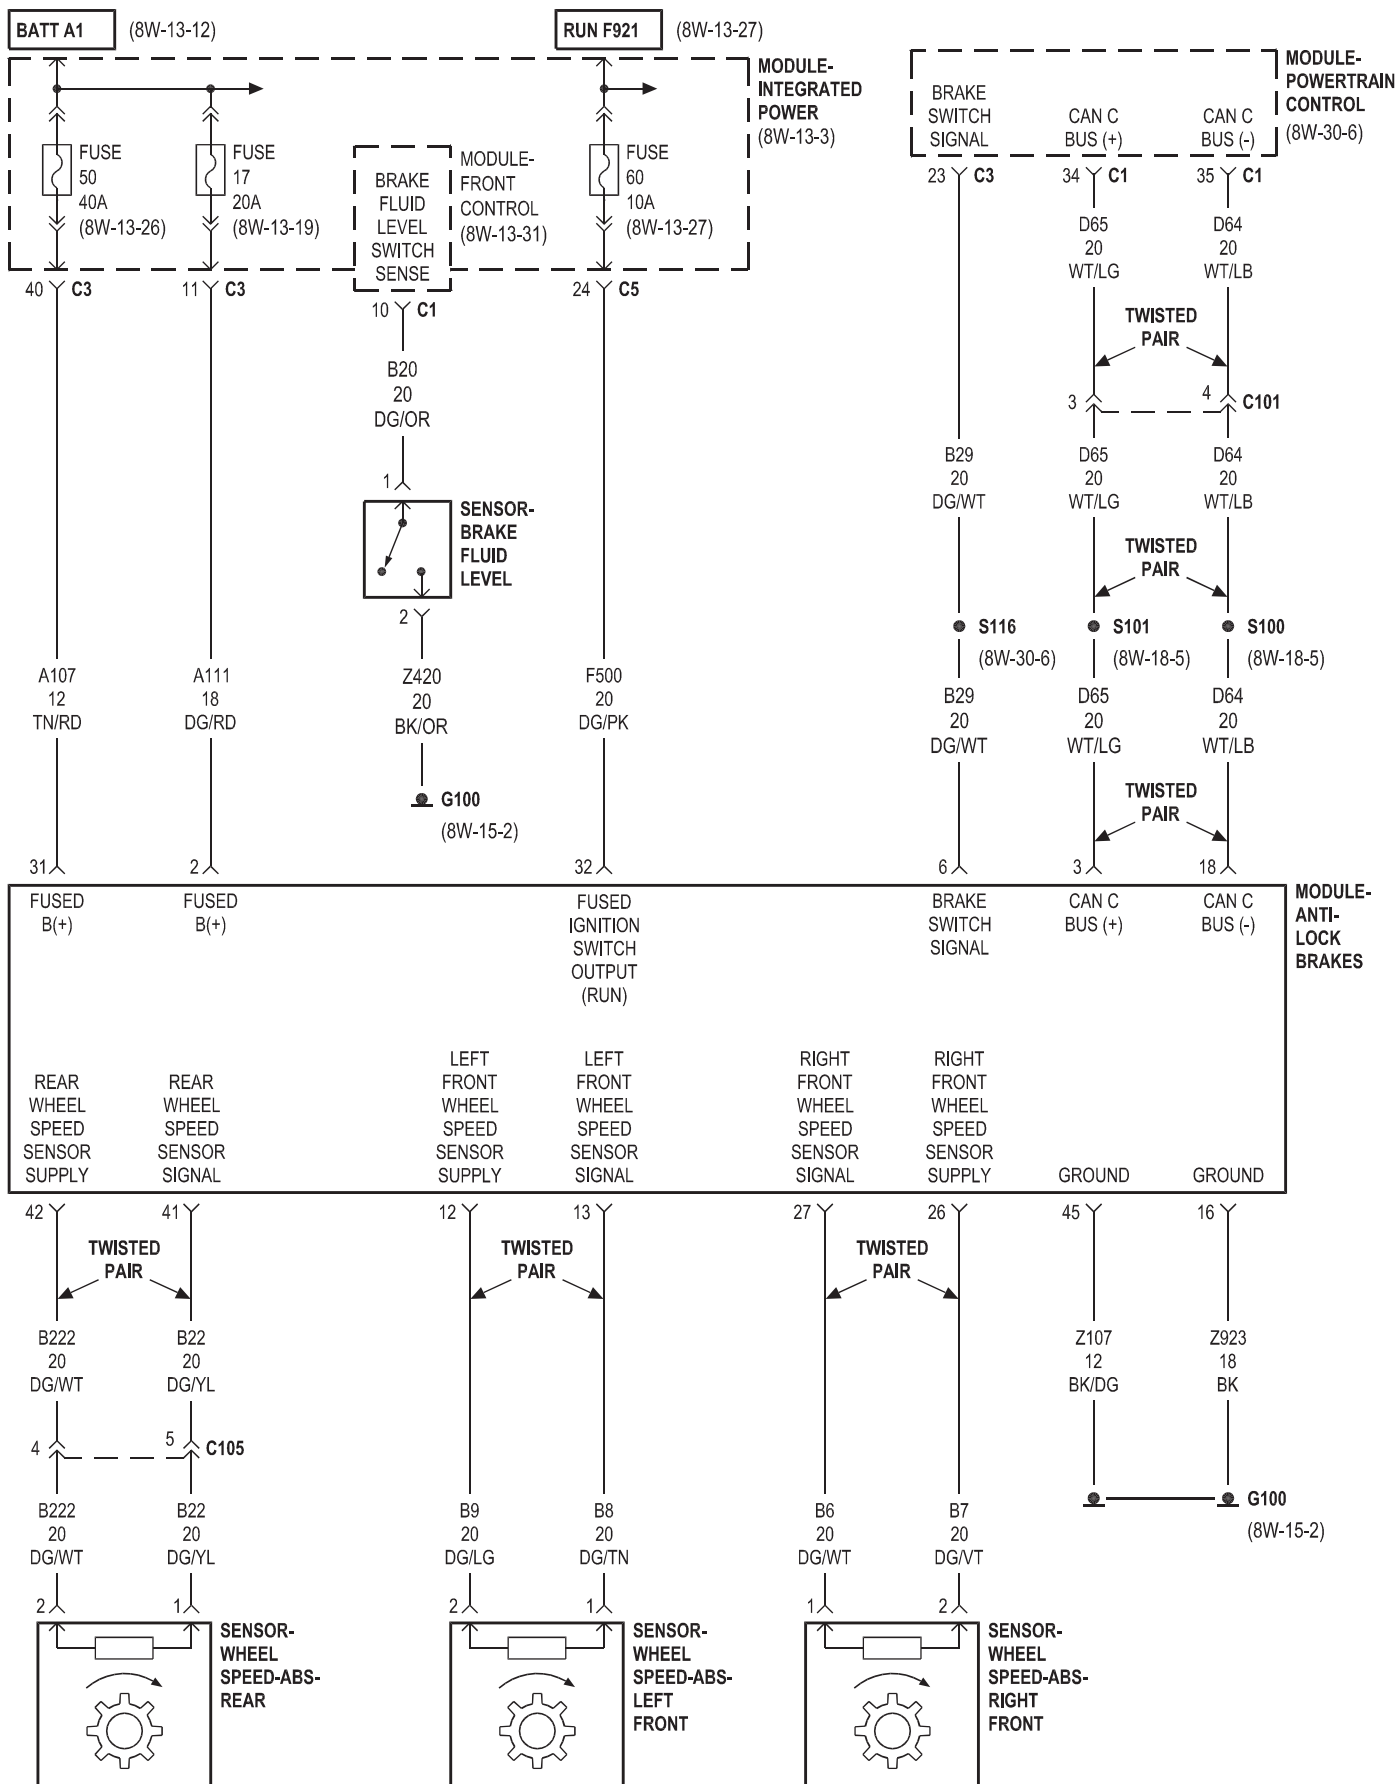 BATT A1 (8W-13-12)
RUN F921 (8W-13-27)
MODULE-
INTEGRATED
POWER
(8W-13-3)
FUSE
50
40A
(8W-13-26)
FUSE
17
20A
(8W-13-19)
BRAKE
FLUID
LEVEL
SWITCH
SENSE
MODULE-
FRONT
CONTROL
(8W-13-31)
FUSE
60
10A
(8W-13-27)
BRAKE
SWITCH
SIGNAL
CAN C
BUS (+)
CAN C
BUS (-)
MODULE-
POWERTRAIN
CONTROL
(8W-30-6)
40 C3
11 C3
10 C1
24 C5
23 C3
34 C1
35 C1
D65
20
WT/LG
D64
20
WT/LB
TWISTED
PAIR
3
4 C101
B20
20
DG/OR
1
SENSOR-
BRAKE
FLUID
LEVEL
2
B29
20
DG/WT
D65
20
WT/LG
D64
20
WT/LB
TWISTED
PAIR
S116
(8W-30-6)
S101
(8W-18-5)
S100
(8W-18-5)
A107
12
TN/RD
A111
18
DG/RD
Z420
20
BK/OR
F500
20
DG/PK
B29
20
DG/WT
D65
20
WT/LG
D64
20
WT/LB
G100
(8W-15-2)
TWISTED
PAIR
31
2
32
6
3
18
FUSED
B(+)
FUSED
B(+)
FUSED
IGNITION
SWITCH
OUTPUT
(RUN)
BRAKE
SWITCH
SIGNAL
CAN C
BUS (+)
CAN C
BUS (-)
MODULE-
ANTI-
LOCK
BRAKES
REAR
WHEEL
SPEED
SENSOR
SUPPLY
REAR
WHEEL
SPEED
SENSOR
SIGNAL
LEFT
FRONT
WHEEL
SPEED
SENSOR
SUPPLY
LEFT
FRONT
WHEEL
SPEED
SENSOR
SIGNAL
RIGHT
FRONT
WHEEL
SPEED
SENSOR
SIGNAL
RIGHT
FRONT
WHEEL
SPEED
SENSOR
SUPPLY
GROUND
GROUND
42
41
12
13
27
26
45
16
TWISTED
PAIR
TWISTED
PAIR
TWISTED
PAIR
B222
20
DG/WT
B22
20
DG/YL
Z107
12
BK/DG
Z923
18
BK
4
5 C105
B222
20
DG/WT
B22
20
DG/YL
B9
20
DG/LG
B8
20
DG/TN
B6
20
DG/WT
B7
20
DG/VT
G100
(8W-15-2)
2
1
2
1
1
2
SENSOR-
WHEEL
SPEED-ABS-
REAR
SENSOR-
WHEEL
SPEED-ABS-
LEFT
FRONT
SENSOR-
WHEEL
SPEED-ABS-
RIGHT
FRONT